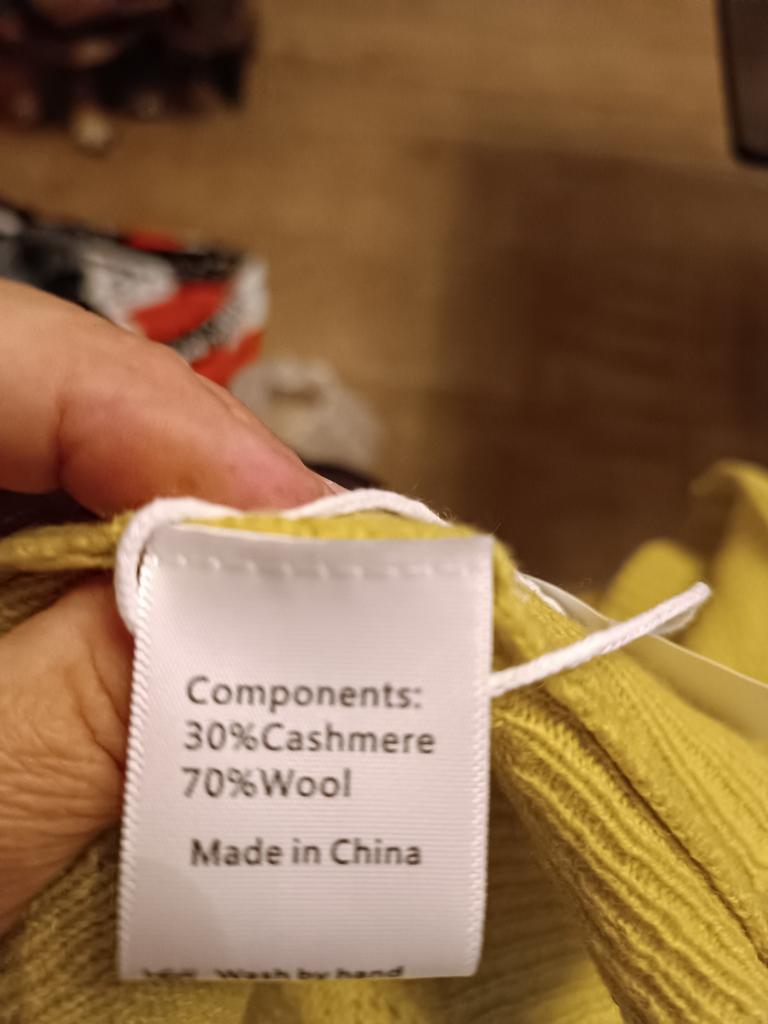 Components:
30%Cashmere
70%Wool
Made in China
Wash by hand